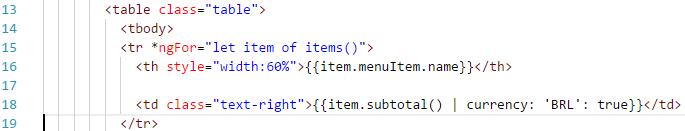 13 <table class="table">
14 <tbody>
15 <tr *ngFor="let item of items()">
16 <th style="width:60%">{{item.menuItem.name}}</th>
17
18 <td class="text-right">{{item.subtotal() | currency: 'BRL': true}}</td>
19 </tr>